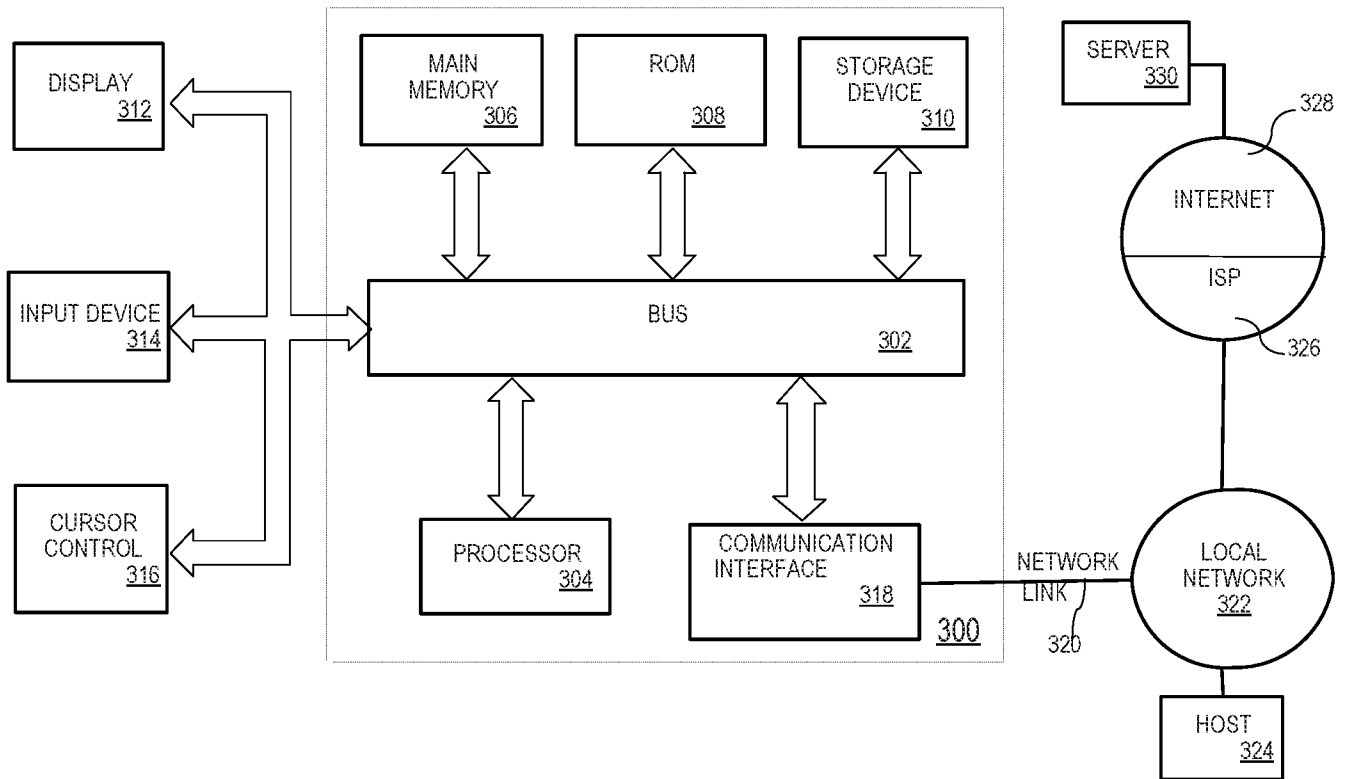 DISPLAY
312
INPUT DEVICE
314
CURSOR
CONTROL
316
MAIN
MEMORY
306
ROM
308
STORAGE
DEVICE
310
BUS
302
PROCESSOR
304
COMMUNICATION
INTERFACE
318
300
NETWORK
LINK
320
SERVER
330
328
INTERNET
ISP
326
LOCAL
NETWORK
322
HOST
324